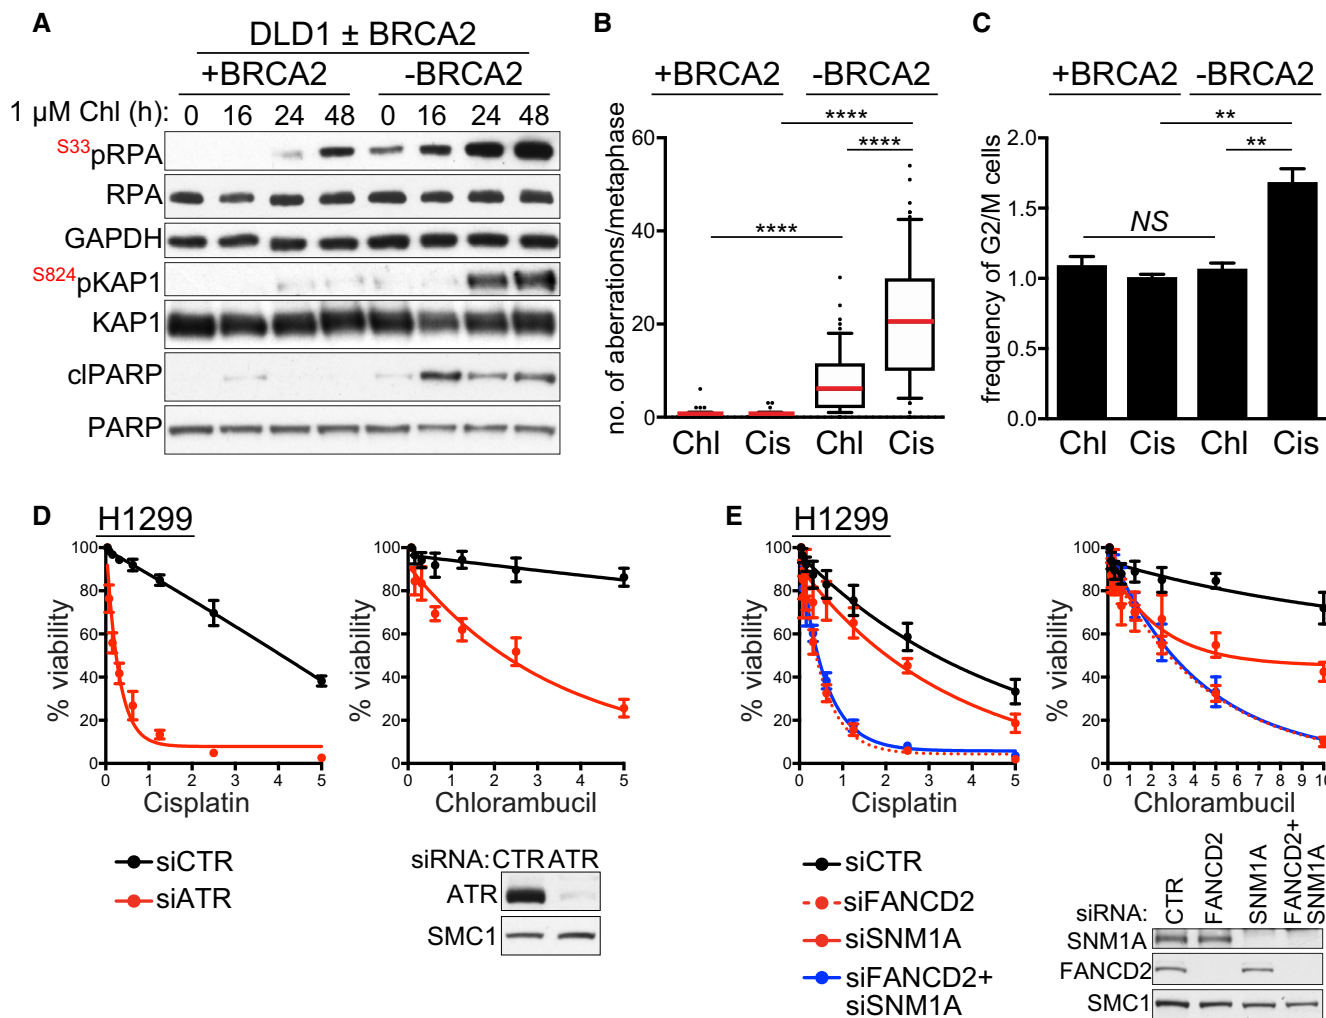 A
DLD1 ± BRCA2
+BRCA2 -BRCA2
1 µM Chl (h): 0 16 24 48 0 16 24 48
S33pRPA
RPA
GAPDH
S824pKAP1
KAP1
clPARP
PARP
B
+BRCA2 -BRCA2
no. of aberrations/metaphase
60
40
20
0
****
****
****
Chl Cis Chl Cis
C
+BRCA2 -BRCA2
frequency of G2/M cells
2.0
1.5
1.0
0.5
0.0
**
**
NS
Chl Cis Chl Cis
D
H1299
% viability
100
80
60
40
20
0
0 1 2 3 4 5
Cisplatin
% viability
100
80
60
40
20
0
0 1 2 3 4 5
Chlorambucil
siCTR
siATR
siRNA: CTR ATR
ATR
SMC1
E
H1299
% viability
100
80
60
40
20
0
0 1 2 3 4 5
Cisplatin
% viability
100
80
60
40
20
0
0 1 2 3 4 5 6 7 8 9 10
Chlorambucil
siCTR
siFANCD2
siSNM1A
siFANCD2+
siSNM1A
siRNA: CTR FANCD2 SNM1A FANCD2+ SNM1A
SNM1A
FANCD2
SMC1